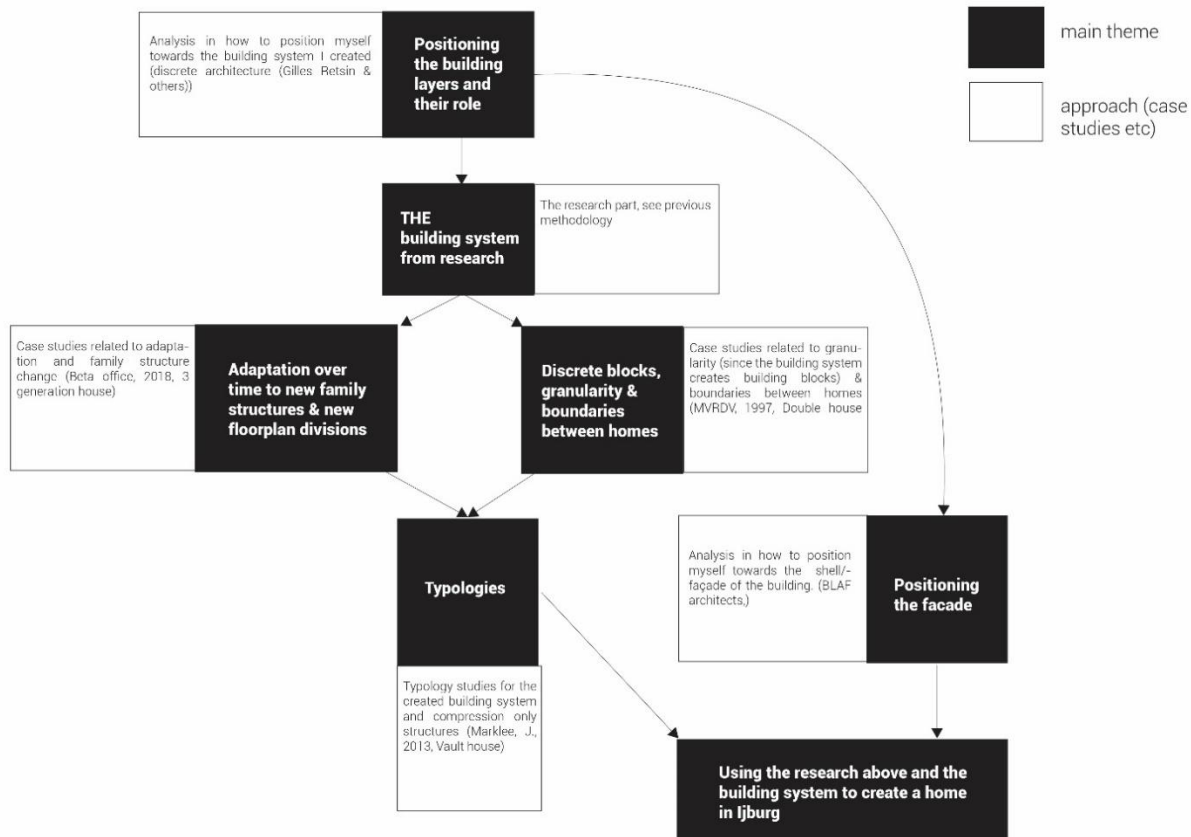 Analysis in how to position myself
towards the building system I created
(discrete architecture (Gilles Retsin &
others))
Positioning
the building
layers and
their role
main theme
approach (case
studies etc)
THE
building system
from research
The research part, see previous
methodology
Case studies related to adapta-
tion and family structure
change (Beta office, 2018, 3
generation house)
Adaptation over
time to new family
structures & new
floorplan divisions
Discrete blocks,
granularity &
boundaries
between homes
Case studies related to granu-
larity (since the building system
creates building blocks) &
boundaries between homes
(MVRDV, 1997, Double house
Typologies
Typology studies for the
created building system
and compression only
structures (Marklee, J.,
2013, Vault house)
Analysis in how to position
myself towards the shell/-
façade of the building. (BLAF
architects,)
Positioning
the facade
Using the research above and the
building system to create a home
in Ijburg